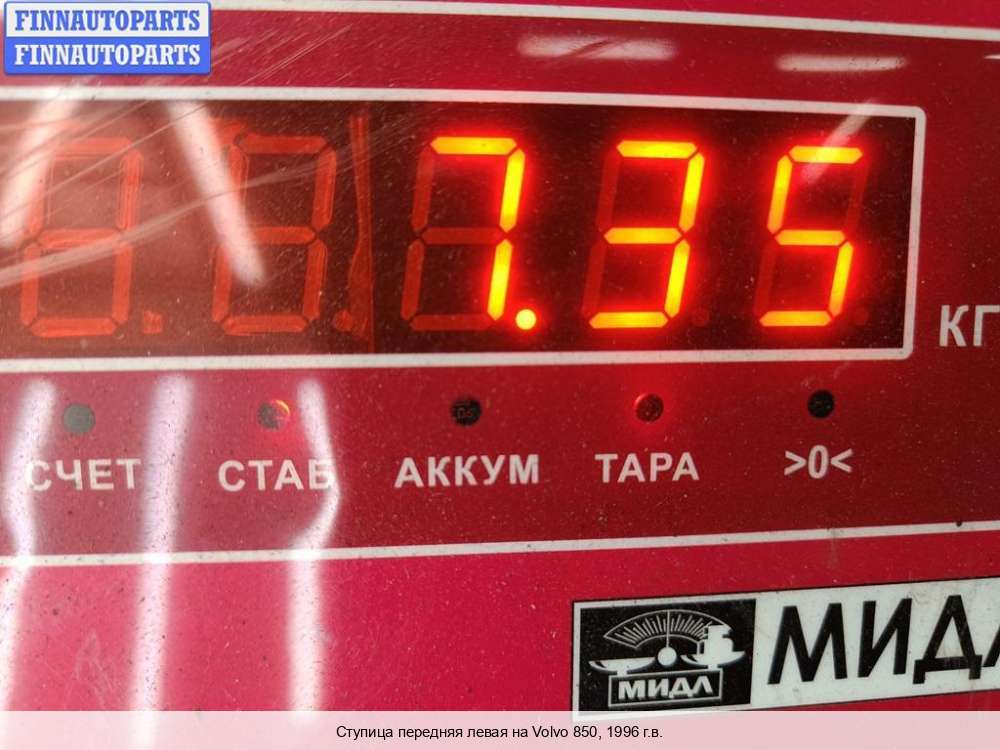 FINNAUTOPARTS
FINNAUTOPARTS
7.35
КГ
СЧЕТ СТАБ АККУМ ТАРА >0<
МИДЛ МИДЛ
Ступица передняя левая на Volvo 850, 1996 г.в.